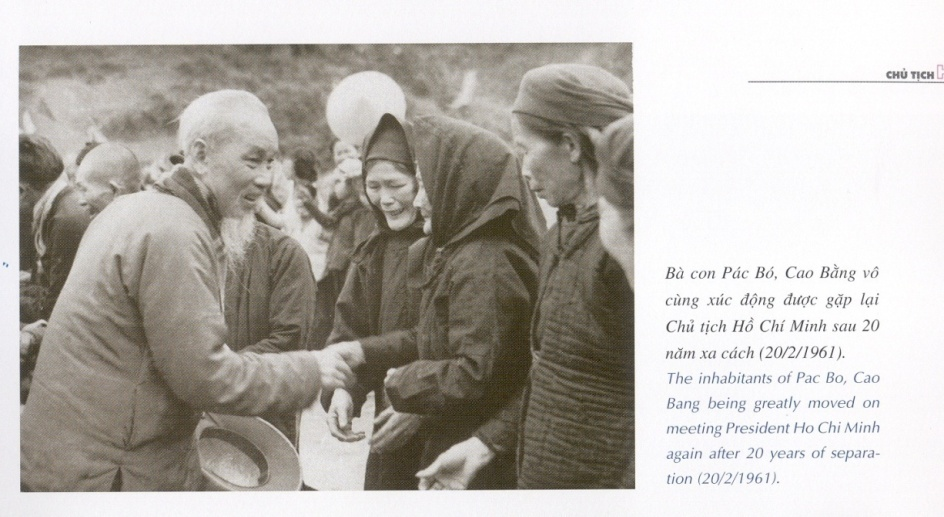 CHỦ TỊCH
Bà con Pác Bó, Cao Bằng vô
cùng xúc động được gặp lại
Chủ tịch Hồ Chí Minh sau 20
năm xa cách (20/2/1961).
The inhabitants of Pac Bo, Cao
Bang being greatly moved on
meeting President Ho Chi Minh
again after 20 years of separa-
tion (20/2/1961).